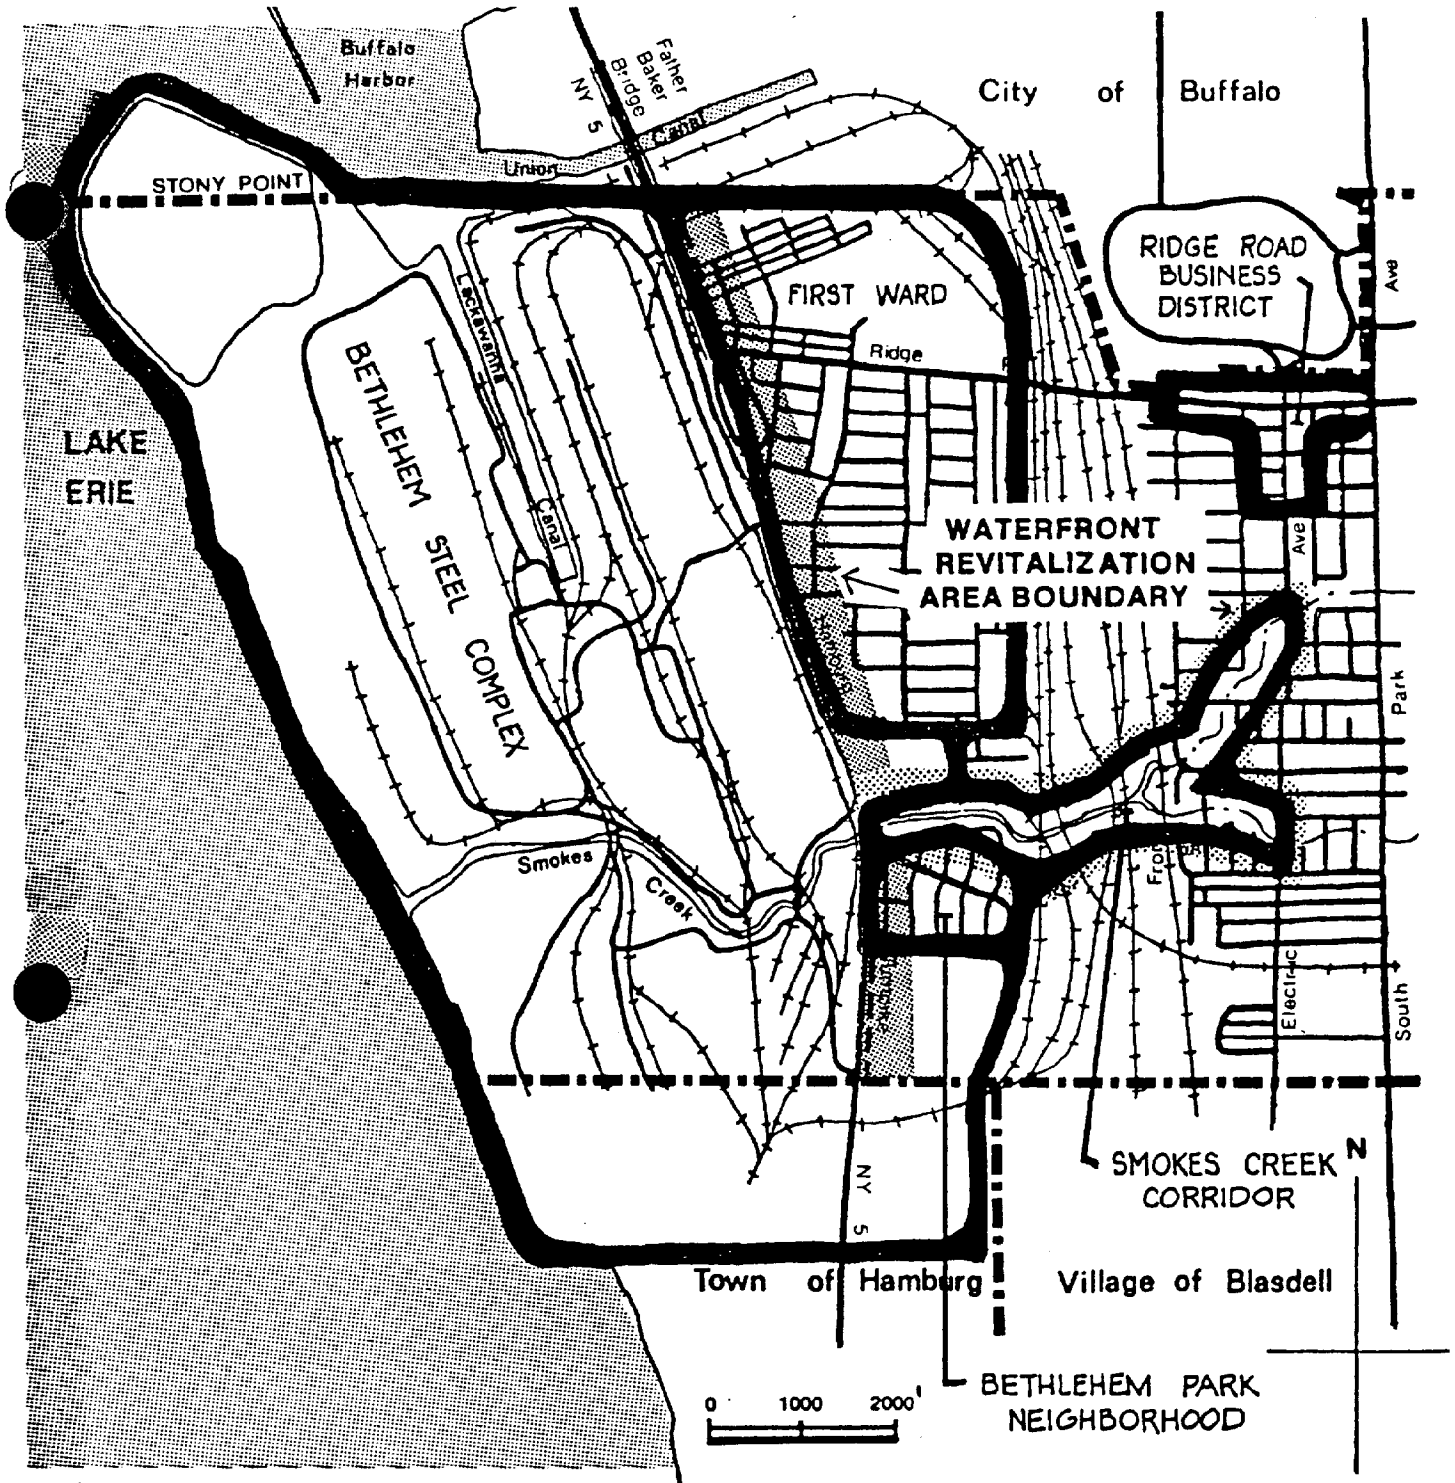 Buffalo
Harbor
Father
Baker
Bridge
NY 5
Canal
Union
City of Buffalo
STONY POINT
RIDGE ROAD
BUSINESS
DISTRICT
Ave
FIRST WARD
Ridge
Lackawanna
Canal
BETHLEHEM STEEL COMPLEX
LAKE
ERIE
WATERFRONT
REVITALIZATION
AREA BOUNDARY
Ave
Park
Smokes
Creek
Electric
South
SMOKES CREEK
CORRIDOR
N
NY 5
Town of Hamburg
Village of Blasdell
BETHLEHEM PARK
NEIGHBORHOOD
0 1000 2000'